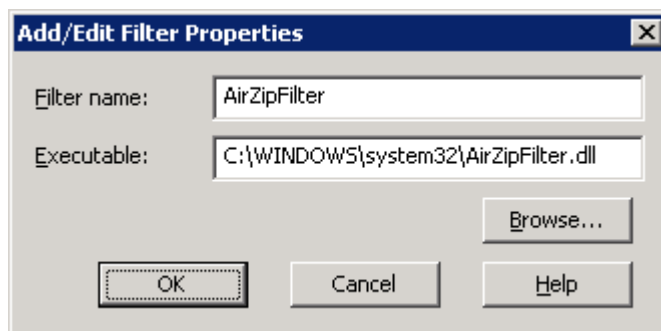 Add/Edit Filter Properties
Filter name: AirZipFilter
Executable: C:\WINDOWS\system32\AirZipFilter.dll
Browse...
OK Cancel Help